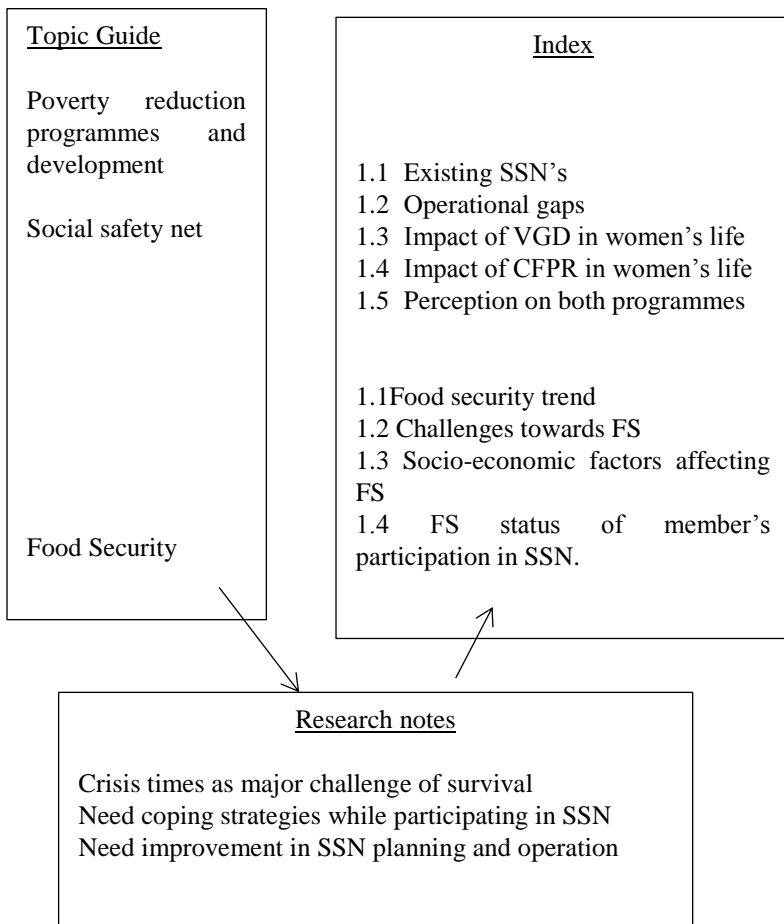 Topic Guide
Poverty reduction
programmes and
development
Social safety net
Food Security
Index
1.1 Existing SSN’s
1.2 Operational gaps
1.3 Impact of VGD in women’s life
1.4 Impact of CFPR in women’s life
1.5 Perception on both programmes
1.1Food security trend
1.2 Challenges towards FS
1.3 Socio-economic factors affecting
FS
1.4 FS status of member’s
participation in SSN.
Research notes
Crisis times as major challenge of survival
Need coping strategies while participating in SSN
Need improvement in SSN planning and operation